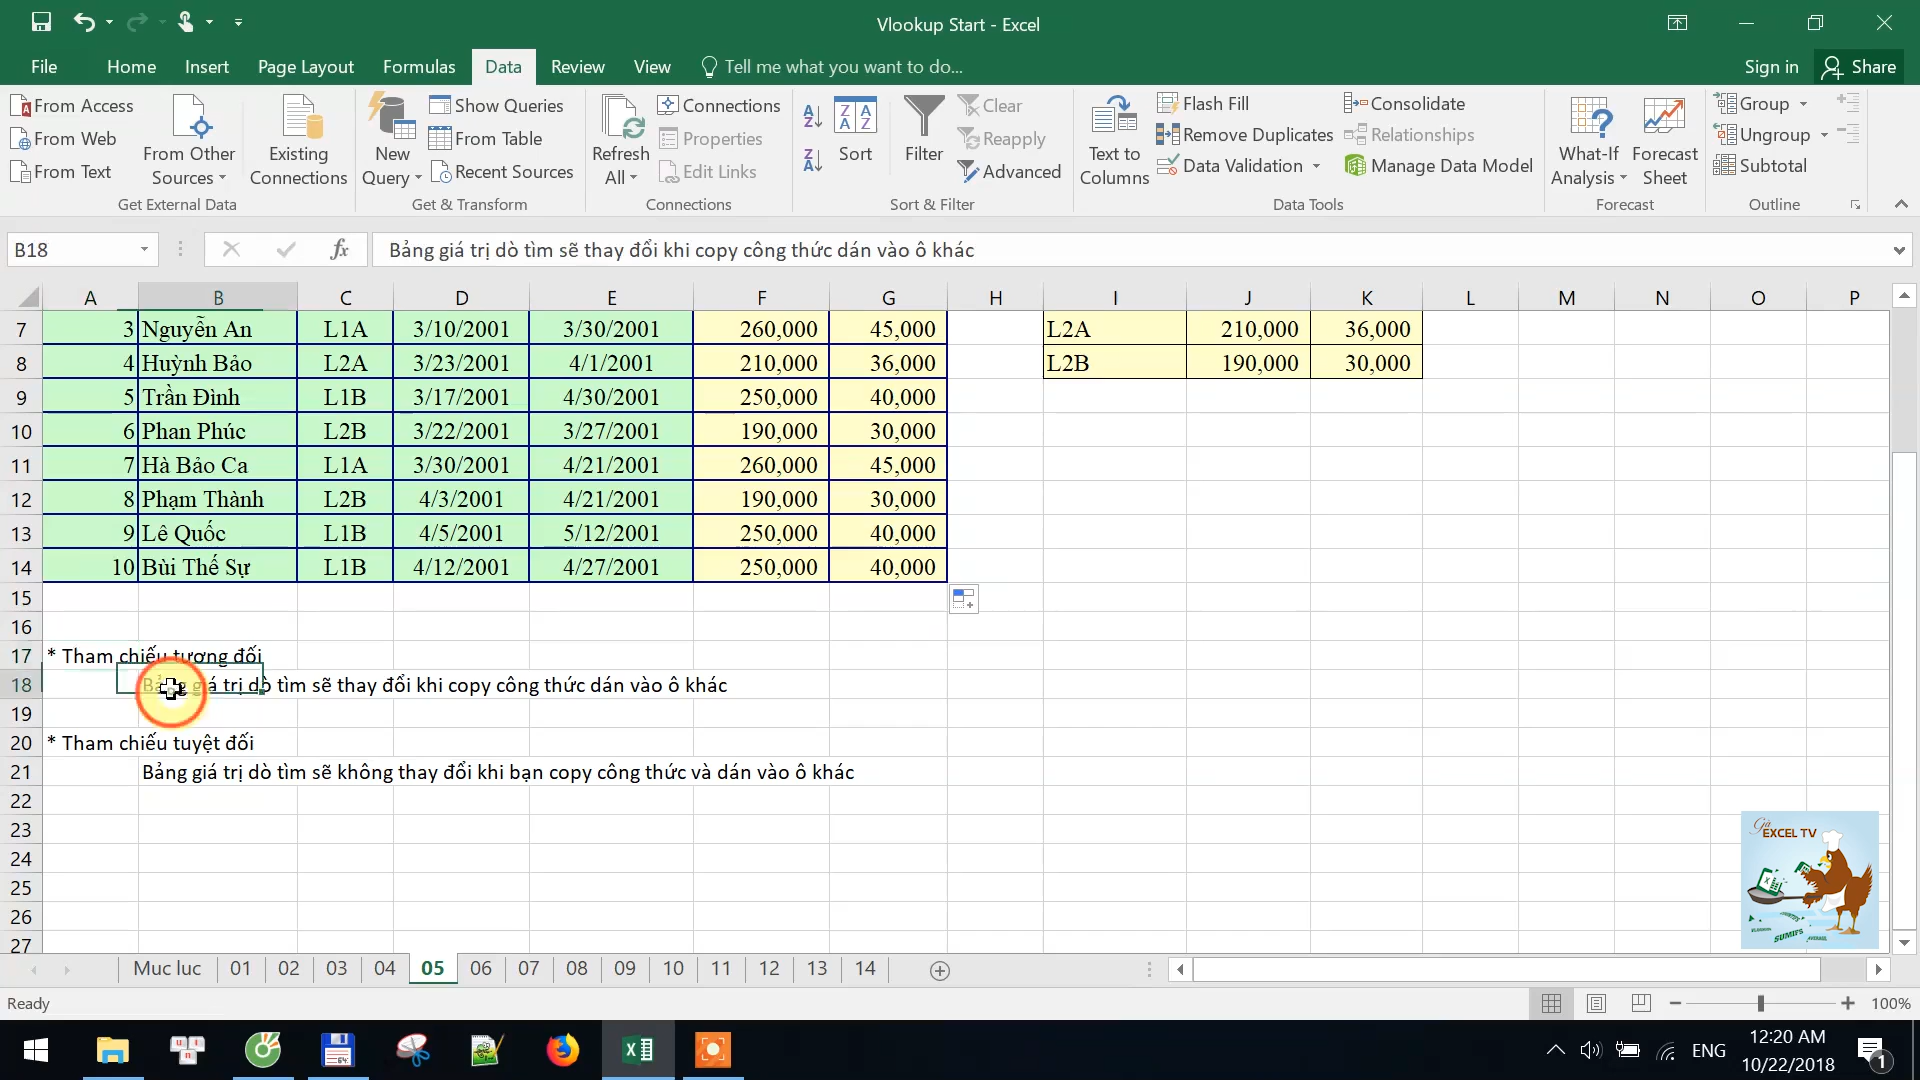 Vlookup Start - Excel
File Home Insert Page Layout Formulas Data Review View Tell me what you want to do... Sign in Share
From Access
From Web
From Text
From Other Sources
Existing Connections
Get External Data
New Query
Show Queries
From Table
Recent Sources
Get & Transform
Refresh All
Connections
Properties
Edit Links
Connections
Sort
Filter
Clear
Reapply
Advanced
Sort & Filter
Text to Columns
Flash Fill
Remove Duplicates
Data Validation
Consolidate
Relationships
Manage Data Model
Data Tools
What-If Analysis
Forecast Sheet
Forecast
Group
Ungroup
Subtotal
Outline
B18 fx Bảng giá trị dò tìm sẽ thay đổi khi copy công thức dán vào ô khác
A B C D E F G H I J K L M N O P
7 3 Nguyễn An L1A 3/10/2001 3/30/2001 260,000 45,000 L2A 210,000 36,000
8 4 Huỳnh Bảo L2A 3/23/2001 4/1/2001 210,000 36,000 L2B 190,000 30,000
9 5 Trần Đình L1B 3/17/2001 4/30/2001 250,000 40,000
10 6 Phan Phúc L2B 3/22/2001 3/27/2001 190,000 30,000
11 7 Hà Bảo Ca L1A 3/30/2001 4/21/2001 260,000 45,000
12 8 Phạm Thành L2B 4/3/2001 4/21/2001 190,000 30,000
13 9 Lê Quốc L1B 4/5/2001 5/12/2001 250,000 40,000
14 10 Bùi Thế Sự L1B 4/12/2001 4/27/2001 250,000 40,000
15
16
17 * Tham chiếu tương đối
18 Bảng giá trị dò tìm sẽ thay đổi khi copy công thức dán vào ô khác
19
20 * Tham chiếu tuyệt đối
21 Bảng giá trị dò tìm sẽ không thay đổi khi bạn copy công thức và dán vào ô khác
22
23
24
25
26
27
Gà EXCEL TV
SUMIFS
Muc luc 01 02 03 04 05 06 07 08 09 10 11 12 13 14
Ready 100%
ENG
12:20 AM
10/22/2018
1